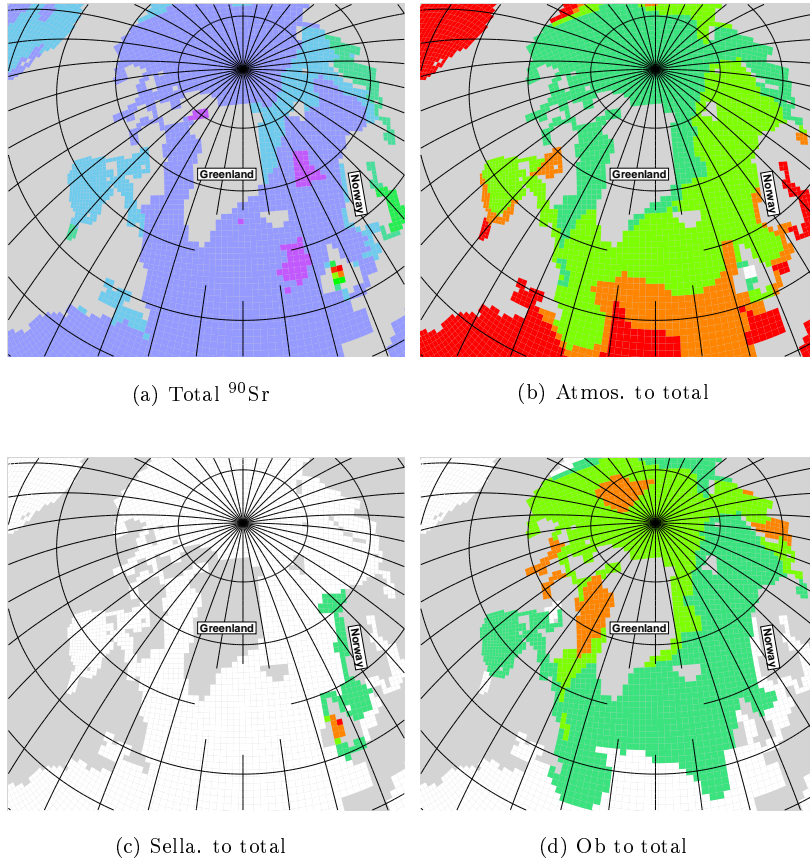 Greenland
Norway
Greenland
Norway
(a) Total ⁹⁰Sr
(b) Atmos. to total
Greenland
Norway
Greenland
Norway
(c) Sella. to total
(d) Ob to total